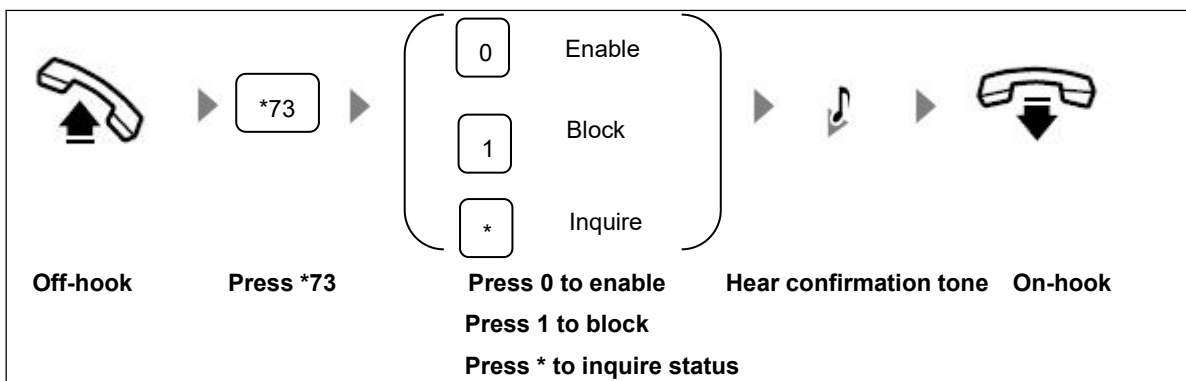 0 Enable
*73
1 Block
* Inquire
Off-hook Press *73 Press 0 to enable Hear confirmation tone On-hook
Press 1 to block
Press * to inquire status